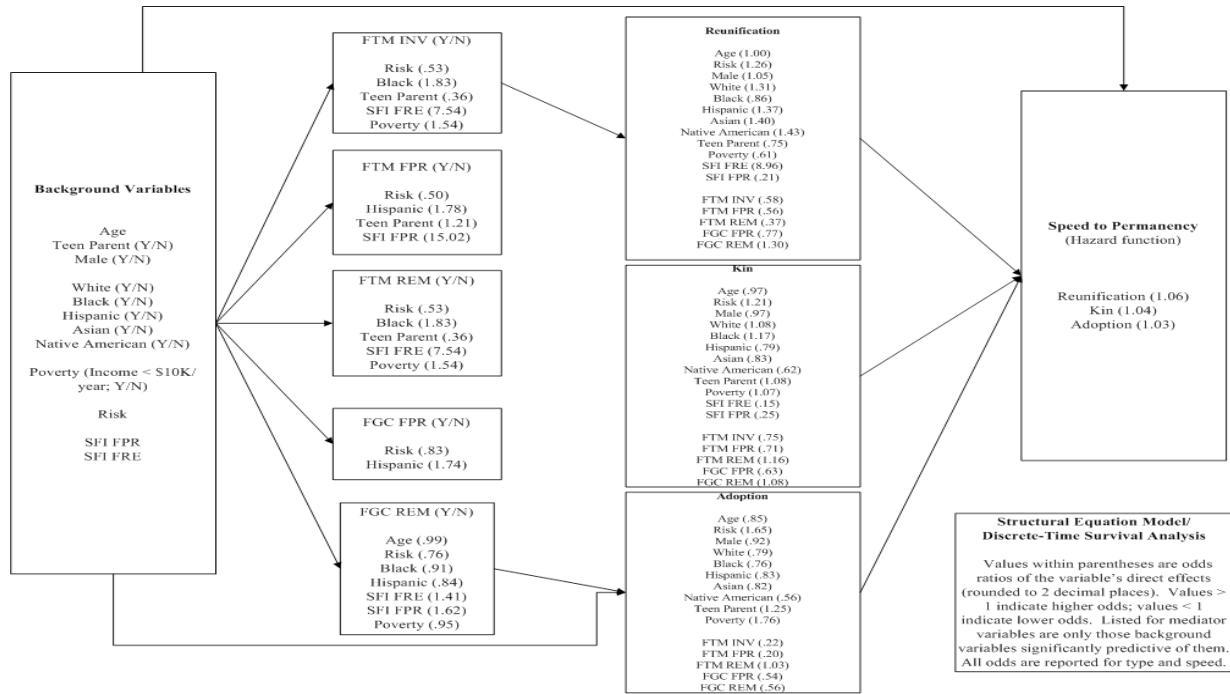 Background Variables
Age
Teen Parent (Y/N)
Male (Y/N)
White (Y/N)
Black (Y/N)
Hispanic (Y/N)
Asian (Y/N)
Native American (Y/N)
Poverty (Income < $10K/
year; Y/N)
Risk
SFI FPR
SFI FRE
FTM INV (Y/N)
Risk (.53)
Black (1.83)
Teen Parent (.36)
SFI FRE (7.54)
Poverty (1.54)
FTM FPR (Y/N)
Risk (.50)
Hispanic (1.78)
Teen Parent (1.21)
SFI FPR (15.02)
FTM REM (Y/N)
Risk (.53)
Black (1.83)
Teen Parent (.36)
SFI FRE (7.54)
Poverty (1.54)
FGC FPR (Y/N)
Risk (.83)
Hispanic (1.74)
FGC REM (Y/N)
Age (.99)
Risk (.76)
Black (.91)
Hispanic (.84)
SFI FRE (1.41)
SFI FPR (1.62)
Poverty (.95)
Reunification
Age (1.00)
Risk (1.26)
Male (1.05)
White (1.31)
Black (.86)
Hispanic (1.37)
Asian (1.40)
Native American (1.43)
Teen Parent (.75)
Poverty (.61)
SFI FRE (8.96)
SFI FPR (.21)
FTM INV (.58)
FTM FPR (.56)
FTM REM (.37)
FGC FPR (.77)
FGC REM (1.30)
Kin
Age (.97)
Risk (1.21)
Male (.97)
White (1.08)
Black (1.17)
Hispanic (.79)
Asian (.83)
Native American (.62)
Teen Parent (1.08)
Poverty (1.07)
SFI FRE (.15)
SFI FPR (.25)
FTM INV (.75)
FTM FPR (.71)
FTM REM (1.16)
FGC FPR (.63)
FGC REM (1.08)
Adoption
Age (.85)
Risk (1.65)
Male (.92)
White (.79)
Black (.76)
Hispanic (.83)
Asian (.82)
Native American (.56)
Teen Parent (1.25)
Poverty (1.76)
FTM INV (.22)
FTM FPR (.20)
FTM REM (1.03)
FGC FPR (.54)
FGC REM (.56)
Speed to Permanency
(Hazard function)
Reunification (1.06)
Kin (1.04)
Adoption (1.03)
Structural Equation Model/
Discrete-Time Survival Analysis
Values within parentheses are odds
ratios of the variable's direct effects
(rounded to 2 decimal places). Values >
1 indicate higher odds; values < 1
indicate lower odds. Listed for mediator
variables are only those background
variables significantly predictive of them.
All odds are reported for type and speed.